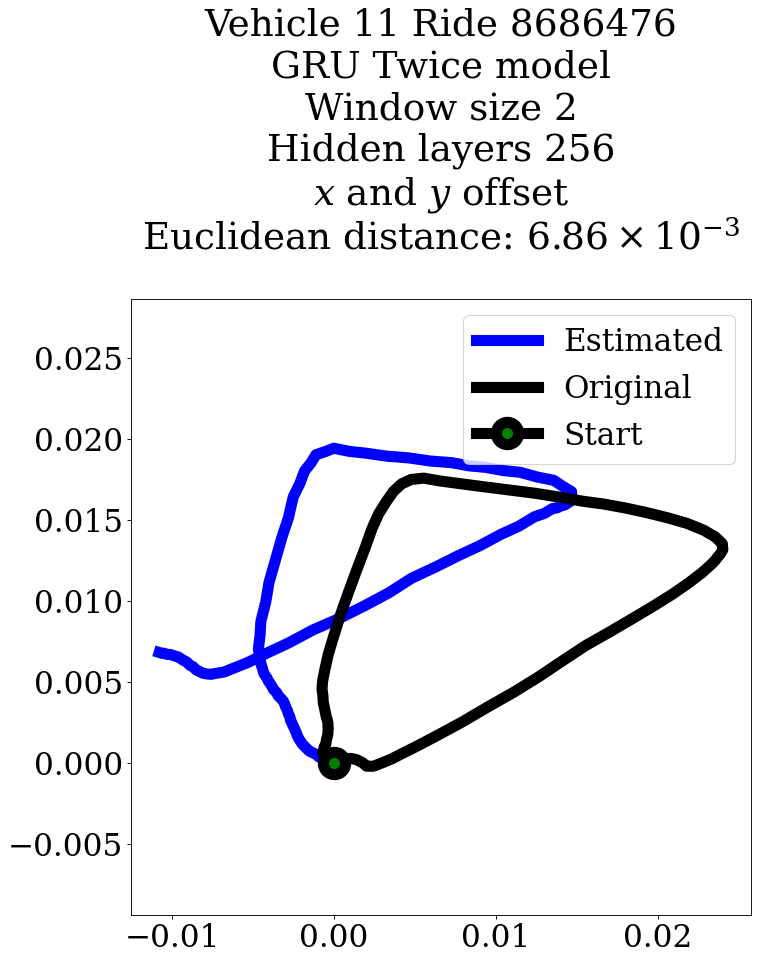 Vehicle 11 Ride 8686476
GRU Twice model
Window size 2
Hidden layers 256
x and y offset
Euclidean distance: 6.86 × 10⁻³
Estimated
Original
Start
0.025
0.020
0.015
0.010
0.005
0.000
−0.005
−0.01 0.00 0.01 0.02